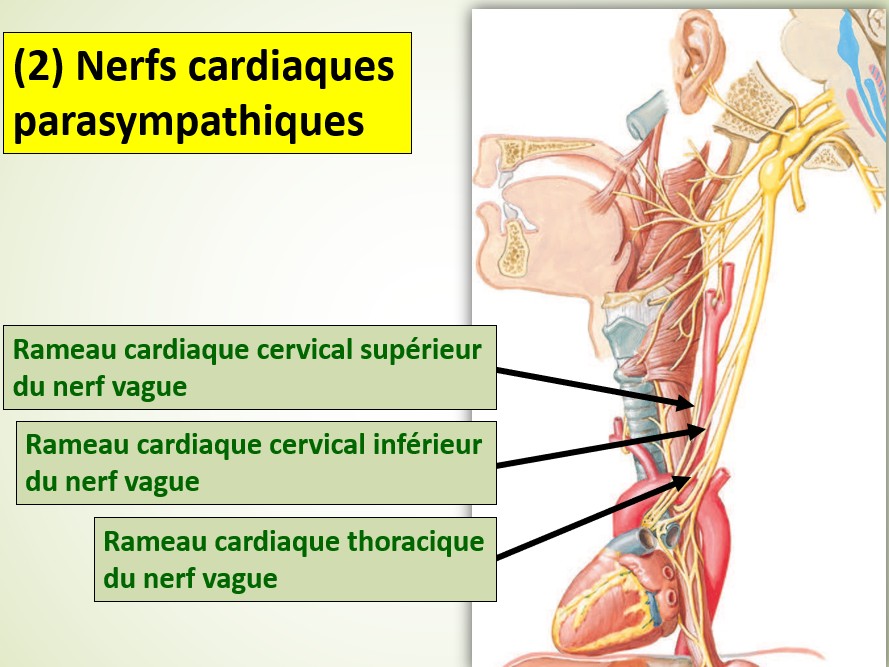 (2) Nerfs cardiaques
parasympathiques
Rameau cardiaque cervical supérieur
du nerf vague
Rameau cardiaque cervical inférieur
du nerf vague
Rameau cardiaque thoracique
du nerf vague